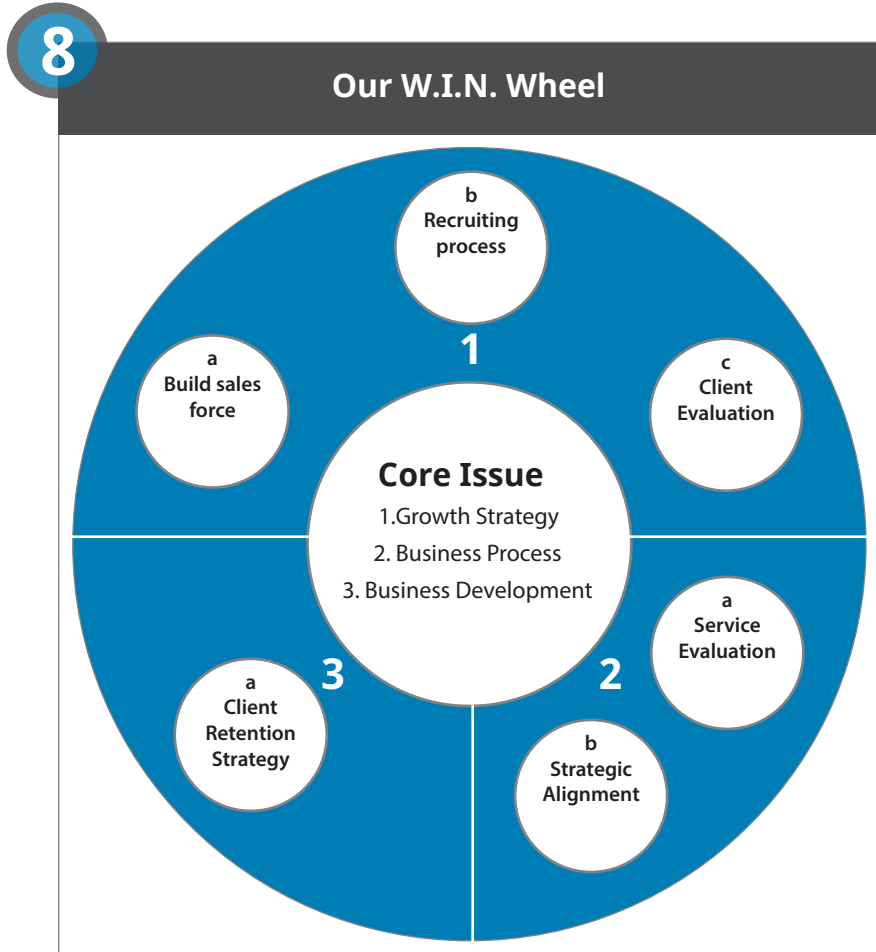 8
Our W.I.N. Wheel
b
Recruiting
process
1
a
Build sales
force
c
Client
Evaluation
Core Issue
1.Growth Strategy
2. Business Process
3. Business Development
a
Service
Evaluation
2
b
Strategic
Alignment
3
a
Client
Retention
Strategy